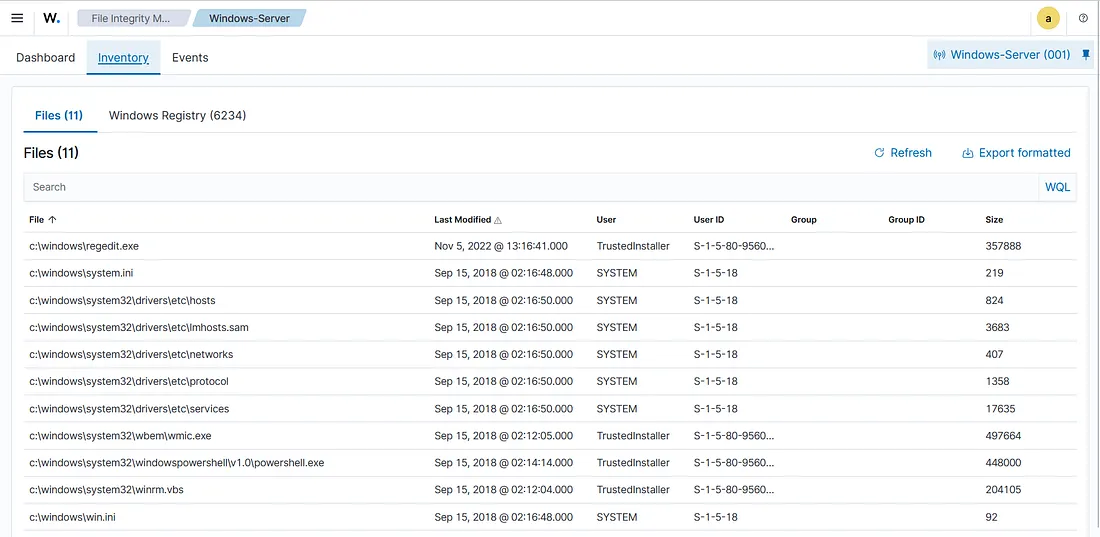 W. File Integrity M... Windows-Server a
Dashboard Inventory Events Windows-Server (001)
Files (11) Windows Registry (6234)
Files (11) Refresh Export formatted
Search WQL
File Last Modified User User ID Group Group ID Size
c:\windows\regedit.exe Nov 5, 2022 @ 13:16:41.000 TrustedInstaller S-1-5-80-9560... 357888
c:\windows\system.ini Sep 15, 2018 @ 02:16:48.000 SYSTEM S-1-5-18 219
c:\windows\system32\drivers\etc\hosts Sep 15, 2018 @ 02:16:50.000 SYSTEM S-1-5-18 824
c:\windows\system32\drivers\etc\lmhosts.sam Sep 15, 2018 @ 02:16:50.000 SYSTEM S-1-5-18 3683
c:\windows\system32\drivers\etc\networks Sep 15, 2018 @ 02:16:50.000 SYSTEM S-1-5-18 407
c:\windows\system32\drivers\etc\protocol Sep 15, 2018 @ 02:16:50.000 SYSTEM S-1-5-18 1358
c:\windows\system32\drivers\etc\services Sep 15, 2018 @ 02:16:50.000 SYSTEM S-1-5-18 17635
c:\windows\system32\wbem\wmic.exe Sep 15, 2018 @ 02:12:05.000 TrustedInstaller S-1-5-80-9560... 497664
c:\windows\system32\windowspowershell\v1.0\powershell.exe Sep 15, 2018 @ 02:14:14.000 TrustedInstaller S-1-5-80-9560... 448000
c:\windows\system32\winrm.vbs Sep 15, 2018 @ 02:12:04.000 TrustedInstaller S-1-5-80-9560... 204105
c:\windows\win.ini Sep 15, 2018 @ 02:16:48.000 SYSTEM S-1-5-18 92